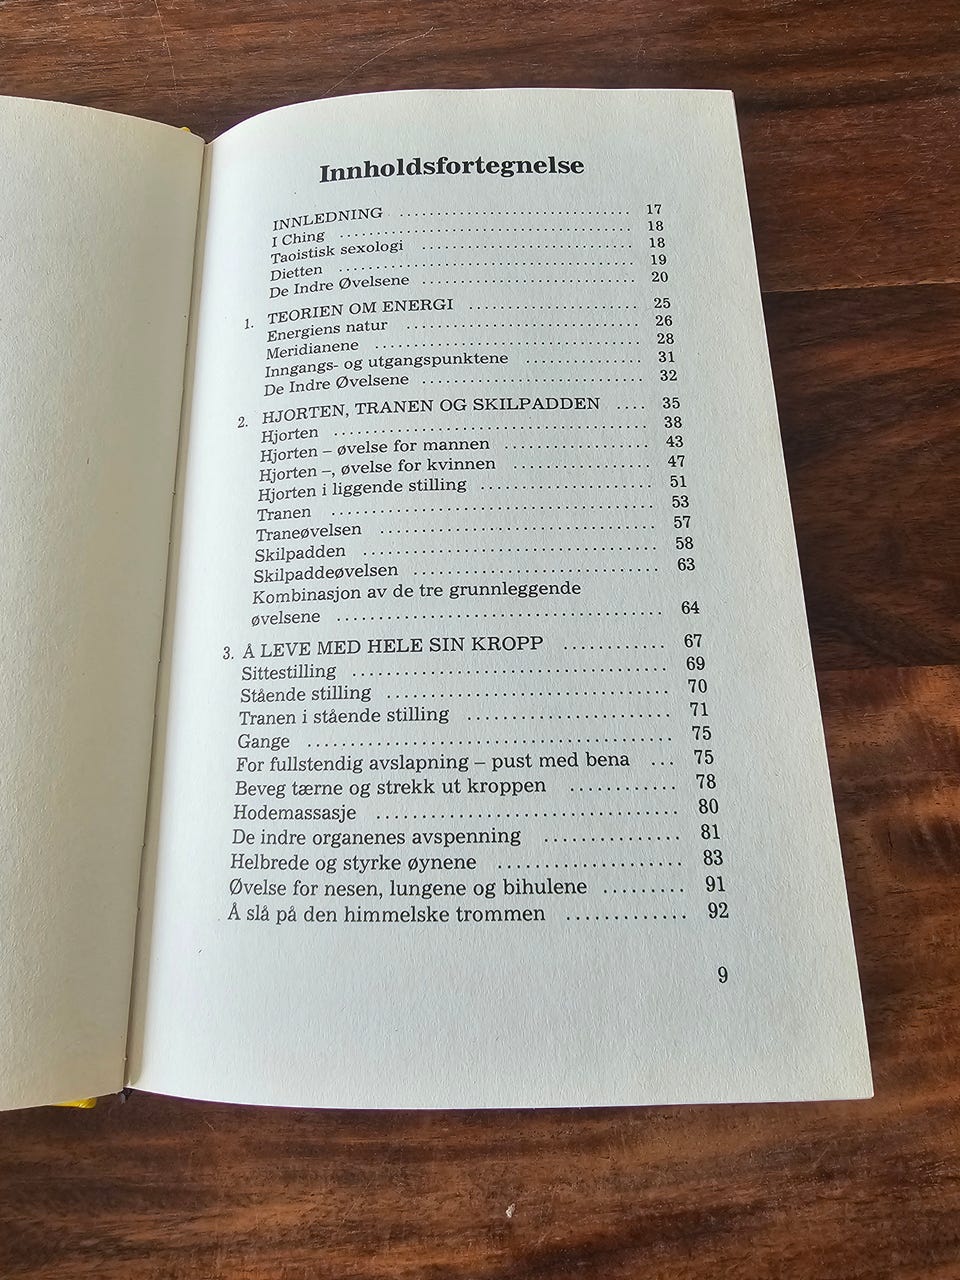 Innholdsfortegnelse
INNLEDNING ............................ 17
I Ching ................................... 18
Taoistisk sexologi .......................... 18
Dietten .................................... 19
De Indre Øvelsene .......................... 20
1. TEORIEN OM ENERGI ...................... 25
Energiens natur ............................ 26
Meridianene ................................ 28
Inngangs- og utgangspunktene .............. 31
De Indre Øvelsene .......................... 32
2. HJORTEN, TRANEN OG SKILPADDEN .... 35
Hjorten .................................... 38
Hjorten – øvelse for mannen ................ 43
Hjorten –, øvelse for kvinnen .............. 47
Hjorten i liggende stilling .................. 51
Tranen ..................................... 53
Traneøvelsen ............................... 57
Skilpadden ................................. 58
Skilpaddeøvelsen ........................... 63
Kombinasjon av de tre grunnleggende
øvelsene ................................... 64
3. Å LEVE MED HELE SIN KROPP ............ 67
Sittestilling ................................ 69
Stående stilling ............................. 70
Tranen i stående stilling .................... 71
Gange ...................................... 75
For fullstendig avslapning – pust med bena ... 75
Beveg tærne og strekk ut kroppen ............ 78
Hodemassasje ............................... 80
De indre organenes avspenning .............. 81
Helbrede og styrke øynene .................. 83
Øvelse for nesen, lungene og bihulene ......... 91
Å slå på den himmelske trommen ............. 92
9